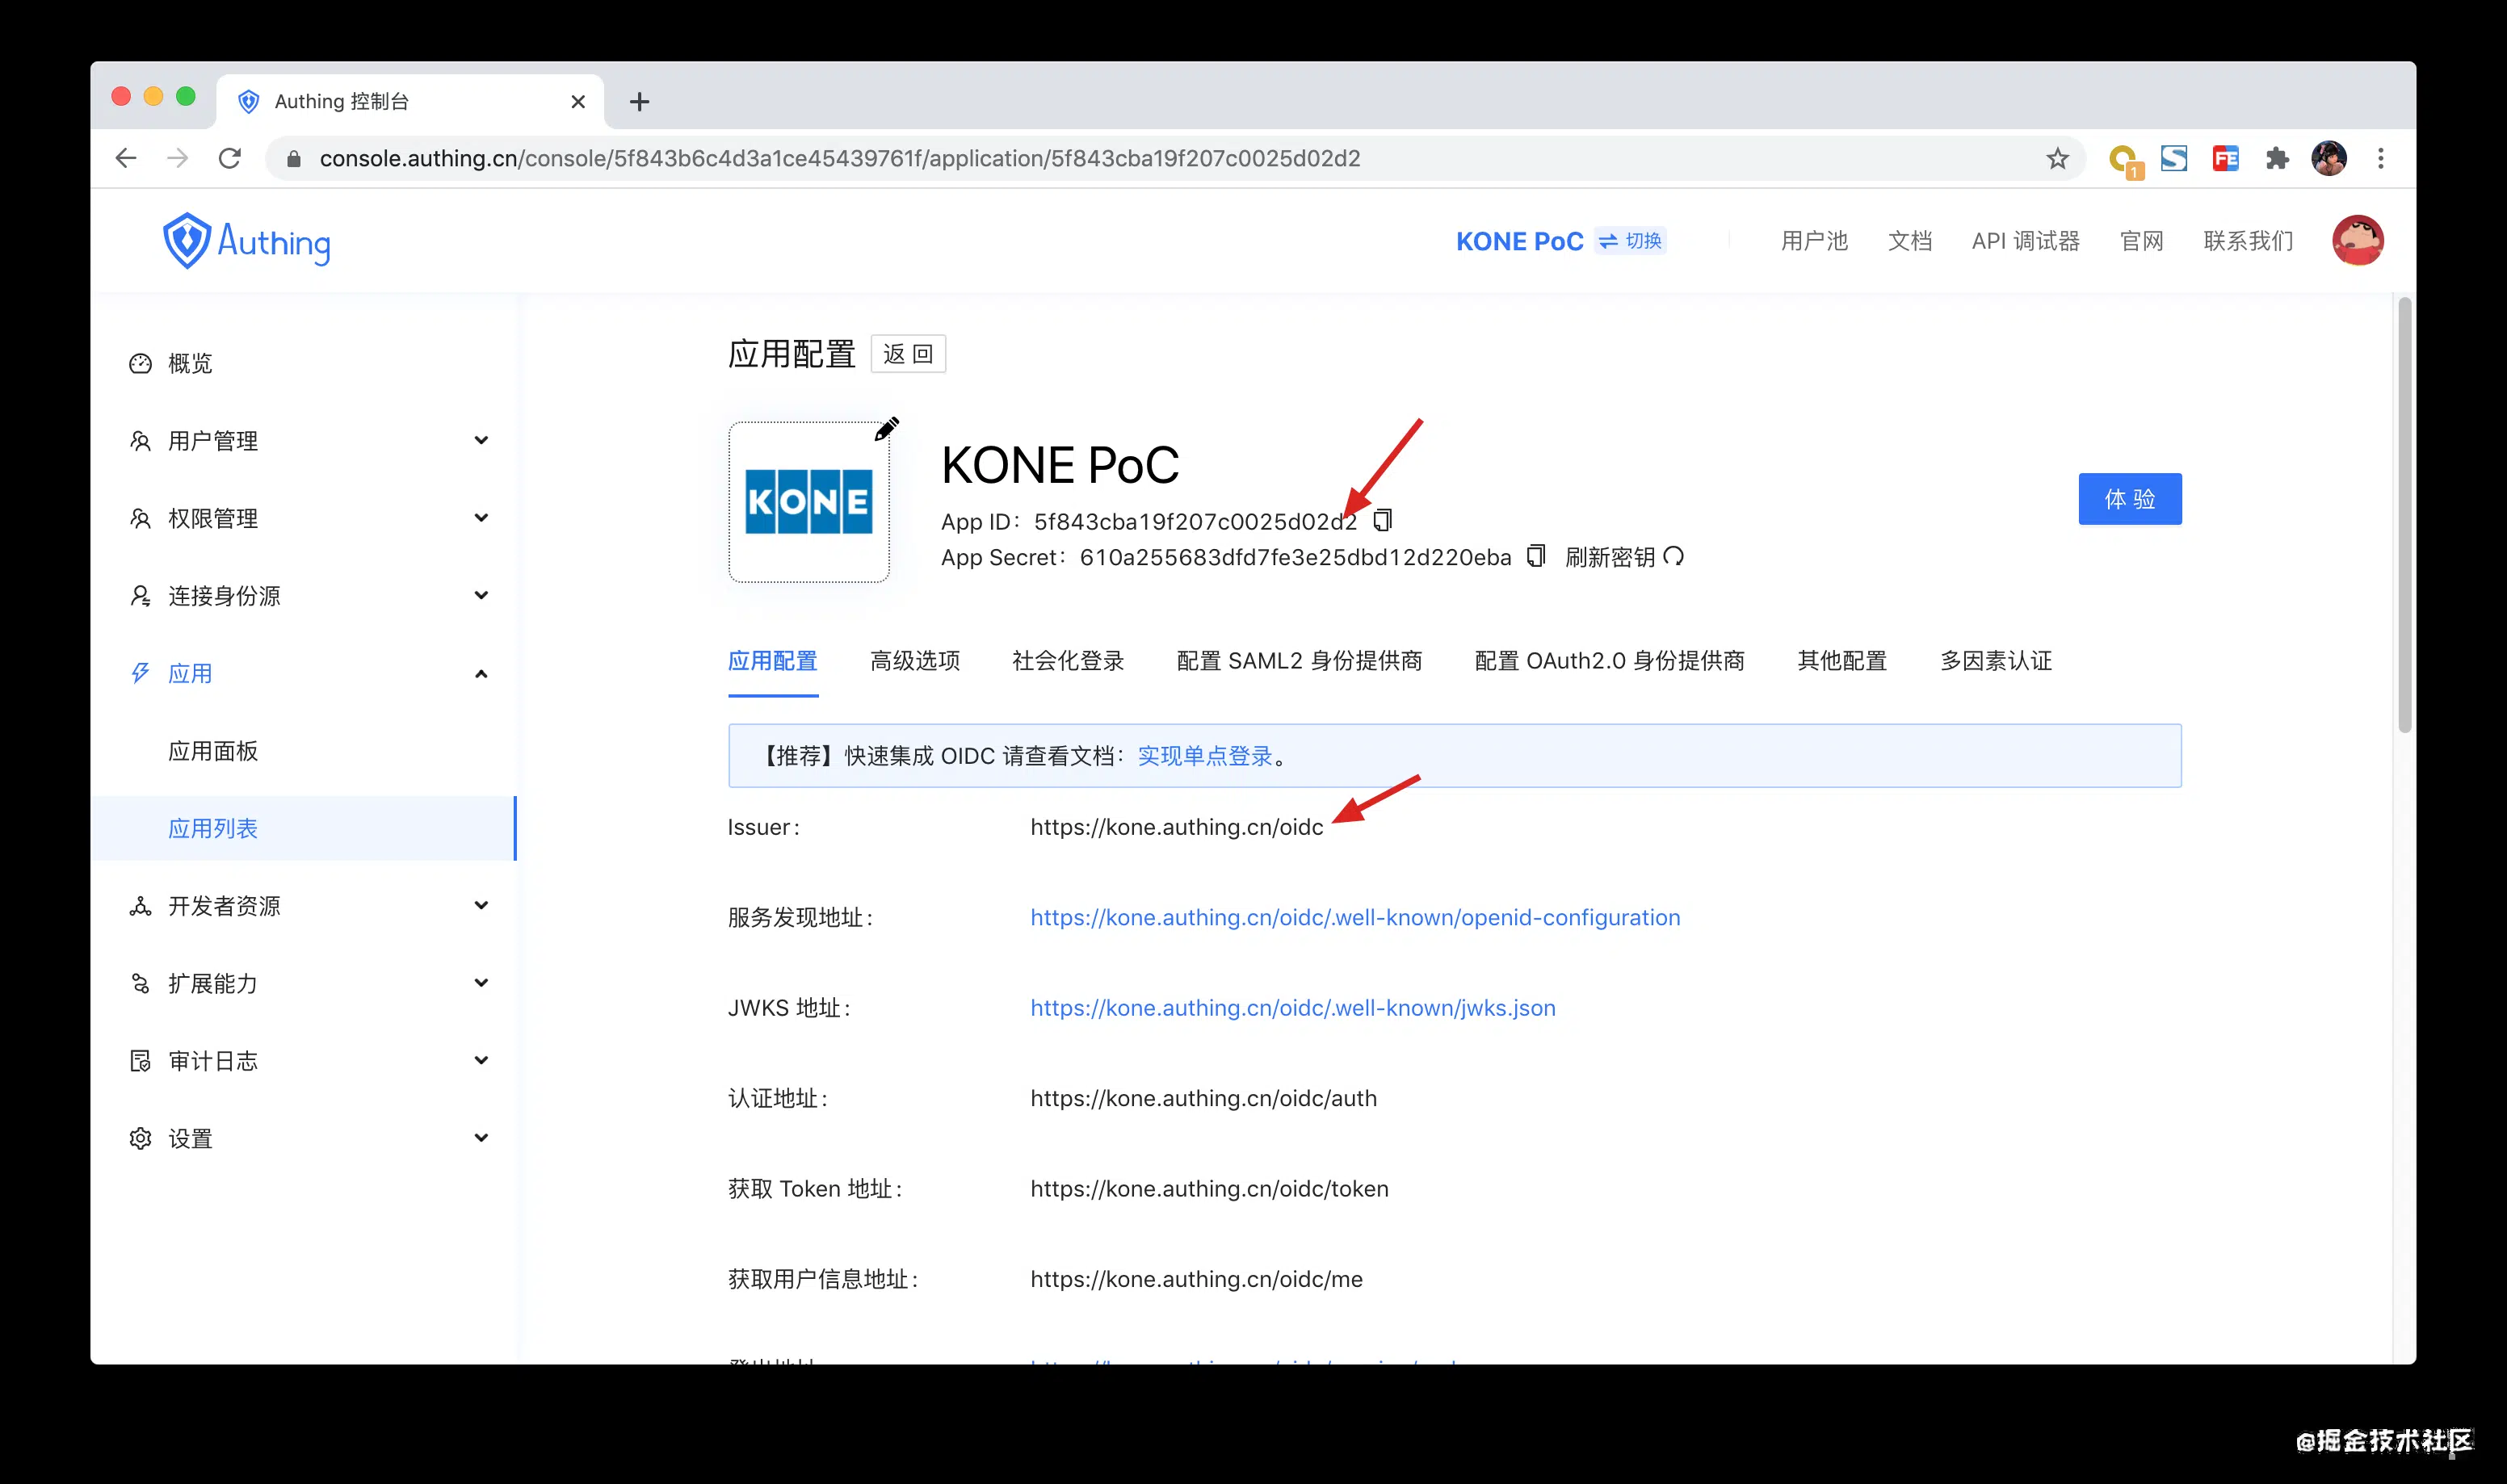 Authing 控制台
console.authing.cn/console/5f843b6c4d3a1ce45439761f/application/5f843cba19f207c0025d02d2
1
FE
Authing
KONE PoC 切换
用户池 文档 API 调试器 官网 联系我们
概览
用户管理
权限管理
连接身份源
应用
应用面板
应用列表
开发者资源
扩展能力
审计日志
设置
应用配置 返 回
KONE
KONE PoC
App ID: 5f843cba19f207c0025d02d2
App Secret: 610a255683dfd7fe3e25dbd12d220eba 刷新密钥
体 验
应用配置 高级选项 社会化登录 配置 SAML2 身份提供商 配置 OAuth2.0 身份提供商 其他配置 多因素认证
【推荐】快速集成 OIDC 请查看文档：实现单点登录。
Issuer: https://kone.authing.cn/oidc
服务发现地址: https://kone.authing.cn/oidc/.well-known/openid-configuration
JWKS 地址: https://kone.authing.cn/oidc/.well-known/jwks.json
认证地址: https://kone.authing.cn/oidc/auth
获取 Token 地址: https://kone.authing.cn/oidc/token
获取用户信息地址: https://kone.authing.cn/oidc/me
@掘金技术社区